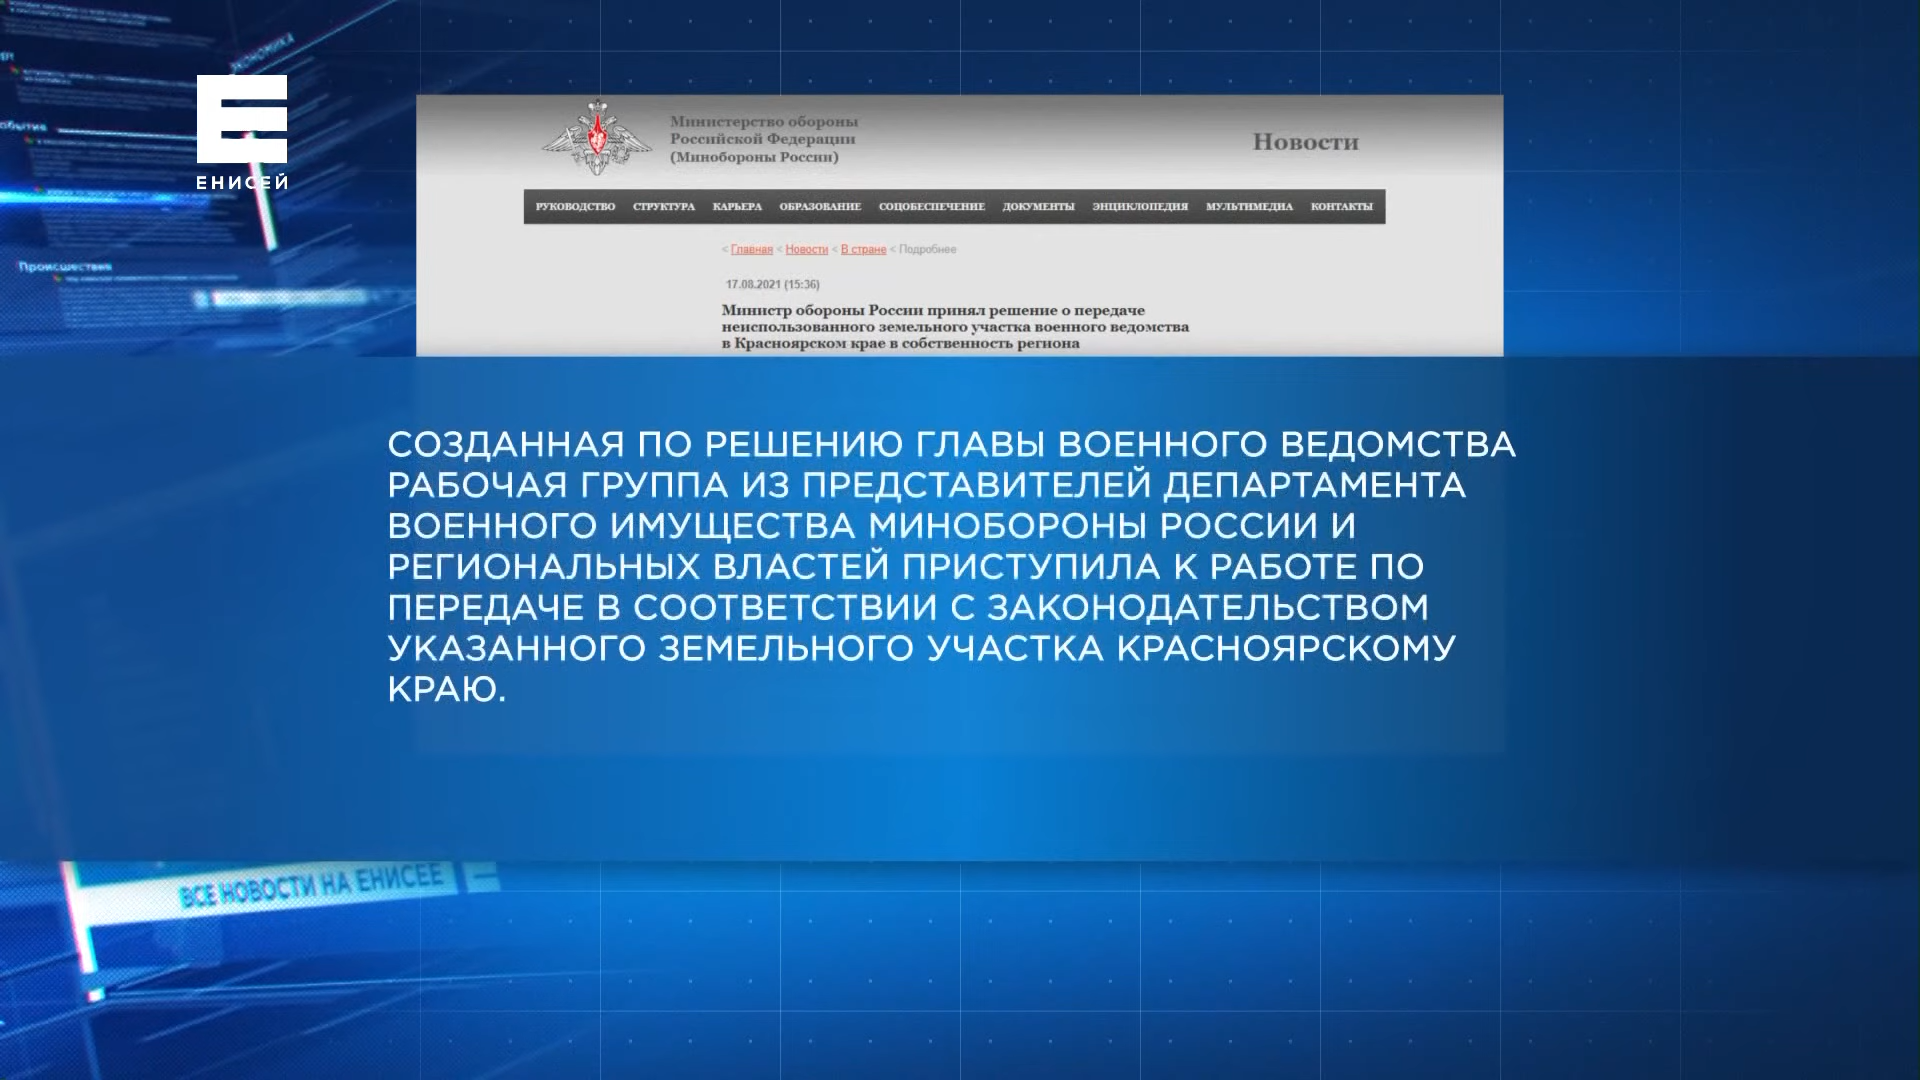 ЭКОНОМИКА
ЕНИСЕЙ
Происшествия
Министерство обороны
Российской Федерации
(Минобороны России)
Новости
РУКОВОДСТВО СТРУКТУРА КАРЬЕРА ОБРАЗОВАНИЕ СОЦОБЕСПЕЧЕНИЕ ДОКУМЕНТЫ ЭНЦИКЛОПЕДИЯ МУЛЬТИМЕДИА КОНТАКТЫ
< Главная < Новости < В стране < Подробнее
17.08.2021 (15:36)
Министр обороны России принял решение о передаче
неиспользованного земельного участка военного ведомства
в Красноярском крае в собственность региона
СОЗДАННАЯ ПО РЕШЕНИЮ ГЛАВЫ ВОЕННОГО ВЕДОМСТВА
РАБОЧАЯ ГРУППА ИЗ ПРЕДСТАВИТЕЛЕЙ ДЕПАРТАМЕНТА
ВОЕННОГО ИМУЩЕСТВА МИНОБОРОНЫ РОССИИ И
РЕГИОНАЛЬНЫХ ВЛАСТЕЙ ПРИСТУПИЛА К РАБОТЕ ПО
ПЕРЕДАЧЕ В СООТВЕТСТВИИ С ЗАКОНОДАТЕЛЬСТВОМ
УКАЗАННОГО ЗЕМЕЛЬНОГО УЧАСТКА КРАСНОЯРСКОМУ
КРАЮ.
ВСЕ НОВОСТИ НА ЕНИСЕЕ